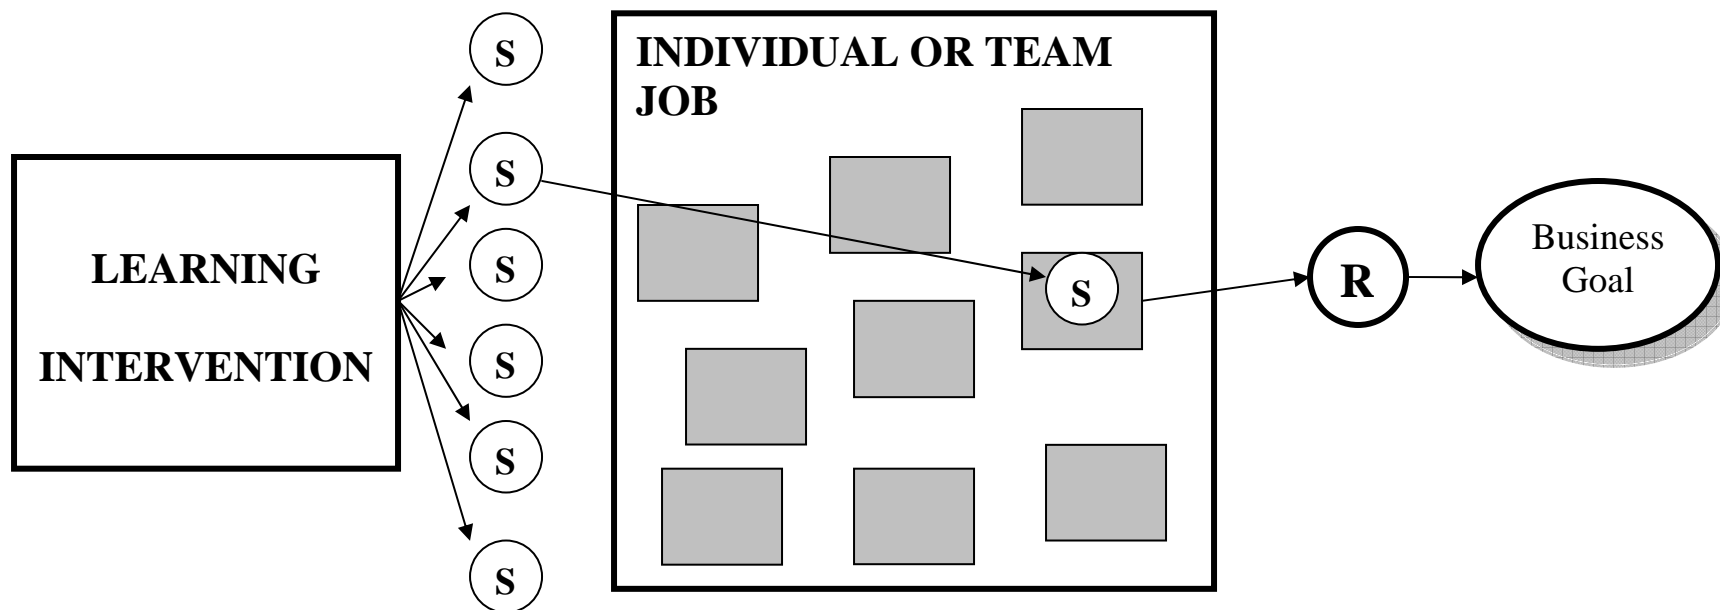 LEARNING
INTERVENTION
S
S
S
S
S
S
INDIVIDUAL OR TEAM
JOB
S
R
Business
Goal